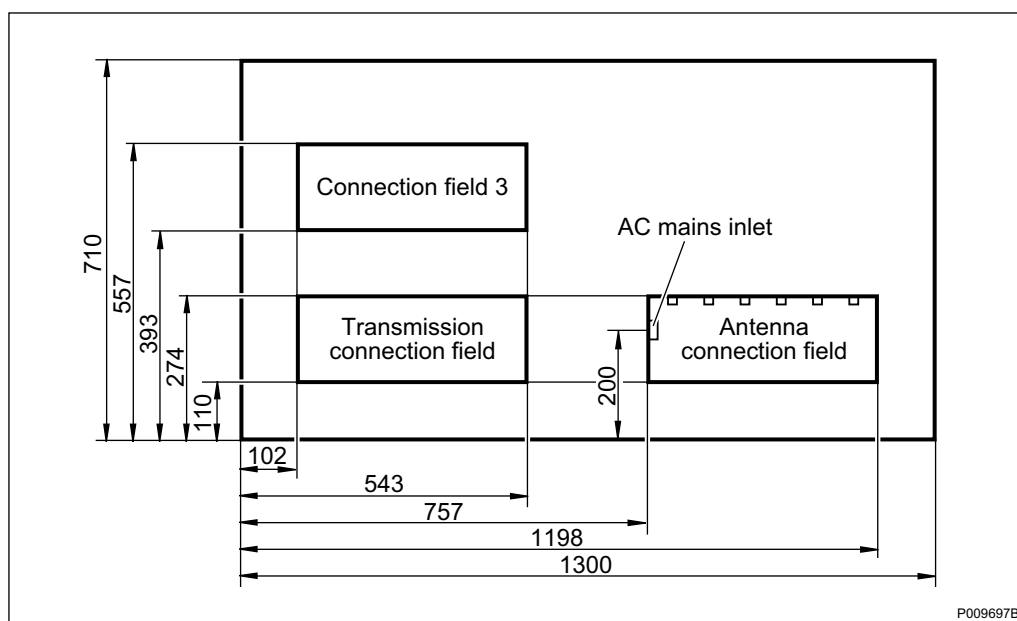 710
557
393
274
110
Connection field 3
AC mains inlet
Transmission
connection field
Antenna
connection field
200
102
543
757
1198
1300
P009697B